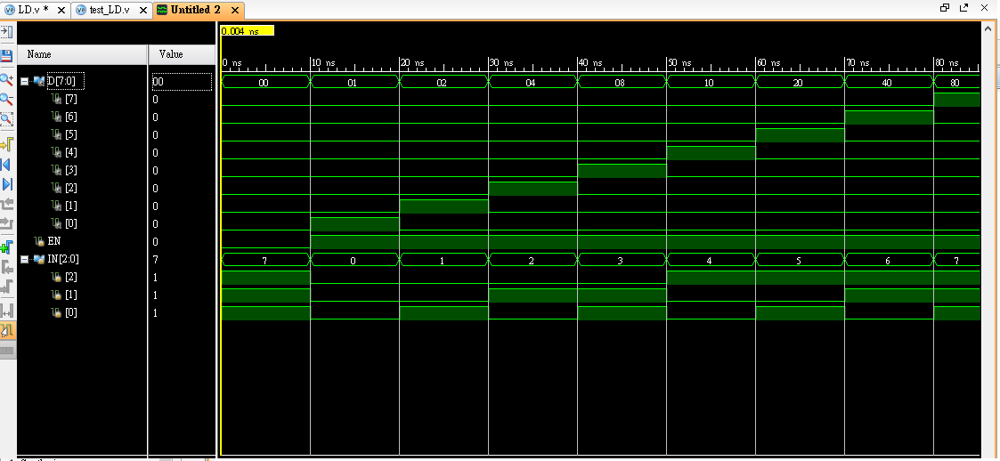 LD.v * test_LD.v Untitled 2
0.004 ns
Name Value
0 ns 10 ns 20 ns 30 ns 40 ns 50 ns 60 ns 70 ns 80 ns
D[7:0] 00 00 01 02 04 08 10 20 40 80
[7] 0
[6] 0
[5] 0
[4] 0
[3] 0
[2] 0
[1] 0
[0] 0
EN 0
IN[2:0] 7 7 0 1 2 3 4 5 6 7
[2] 1
[1] 1
[0] 1